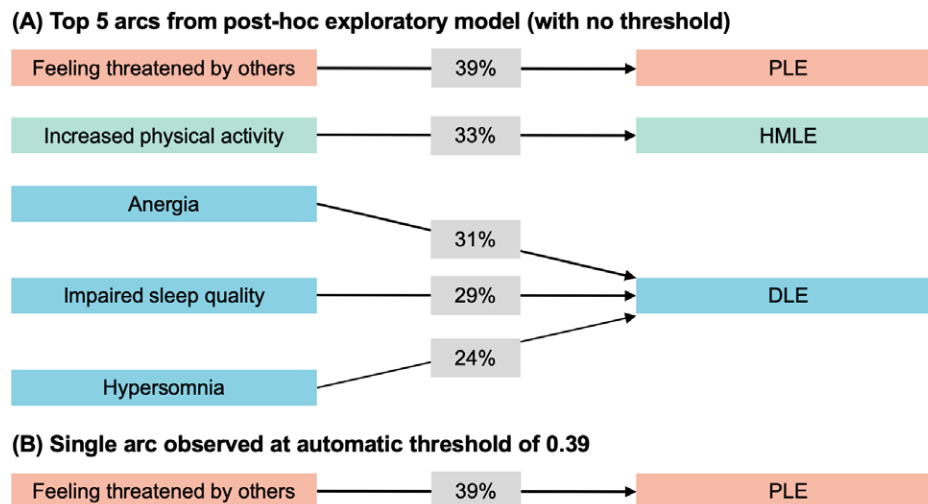 (A) Top 5 arcs from post-hoc exploratory model (with no threshold)
Feeling threatened by others 39% PLE
Increased physical activity 33% HMLE
Anergia
31%
Impaired sleep quality 29% DLE
24%
Hypersomnia
(B) Single arc observed at automatic threshold of 0.39
Feeling threatened by others 39% PLE